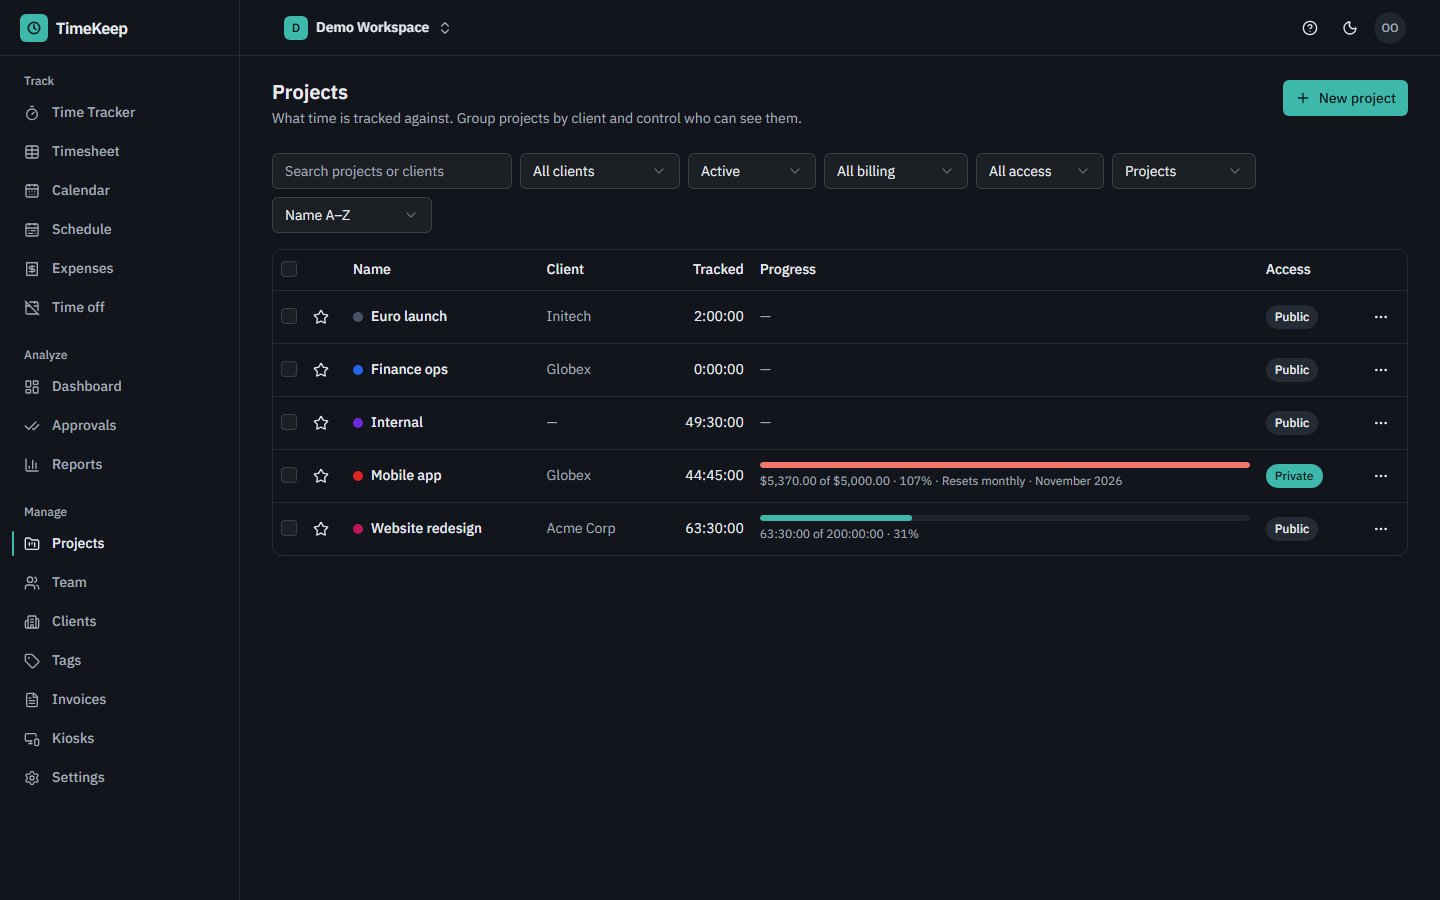 TimeKeep
D Demo Workspace
OO
Track
Time Tracker
Timesheet
Calendar
Schedule
Expenses
Time off
Analyze
Dashboard
Approvals
Reports
Manage
Projects
Team
Clients
Tags
Invoices
Kiosks
Settings
Projects
What time is tracked against. Group projects by client and control who can see them.
New project
Search projects or clients
All clients
Active
All billing
All access
Projects
Name A–Z
Name Client Tracked Progress Access
Euro launch Initech 2:00:00 — Public
Finance ops Globex 0:00:00 — Public
Internal — 49:30:00 — Public
Mobile app Globex 44:45:00 Private
$5,370.00 of $5,000.00 · 107% · Resets monthly · November 2026
Website redesign Acme Corp 63:30:00 Public
63:30:00 of 200:00:00 · 31%